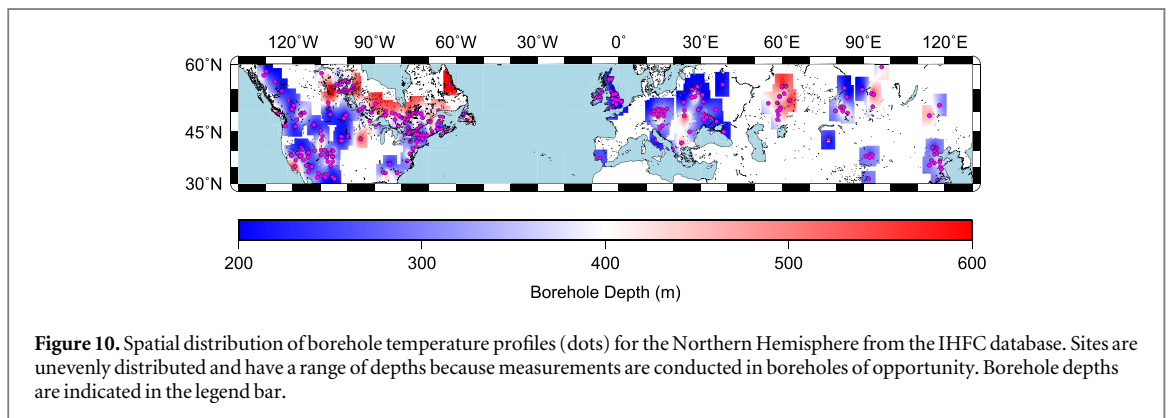 120˚W 90˚W 60˚W 30˚W 0˚ 30˚E 60˚E 90˚E 120˚E
60˚N
45˚N
30˚N
200 300 400 500 600
Borehole Depth (m)
Figure 10. Spatial distribution of borehole temperature profiles (dots) for the Northern Hemisphere from the IHFC database. Sites are
unevenly distributed and have a range of depths because measurements are conducted in boreholes of opportunity. Borehole depths
are indicated in the legend bar.